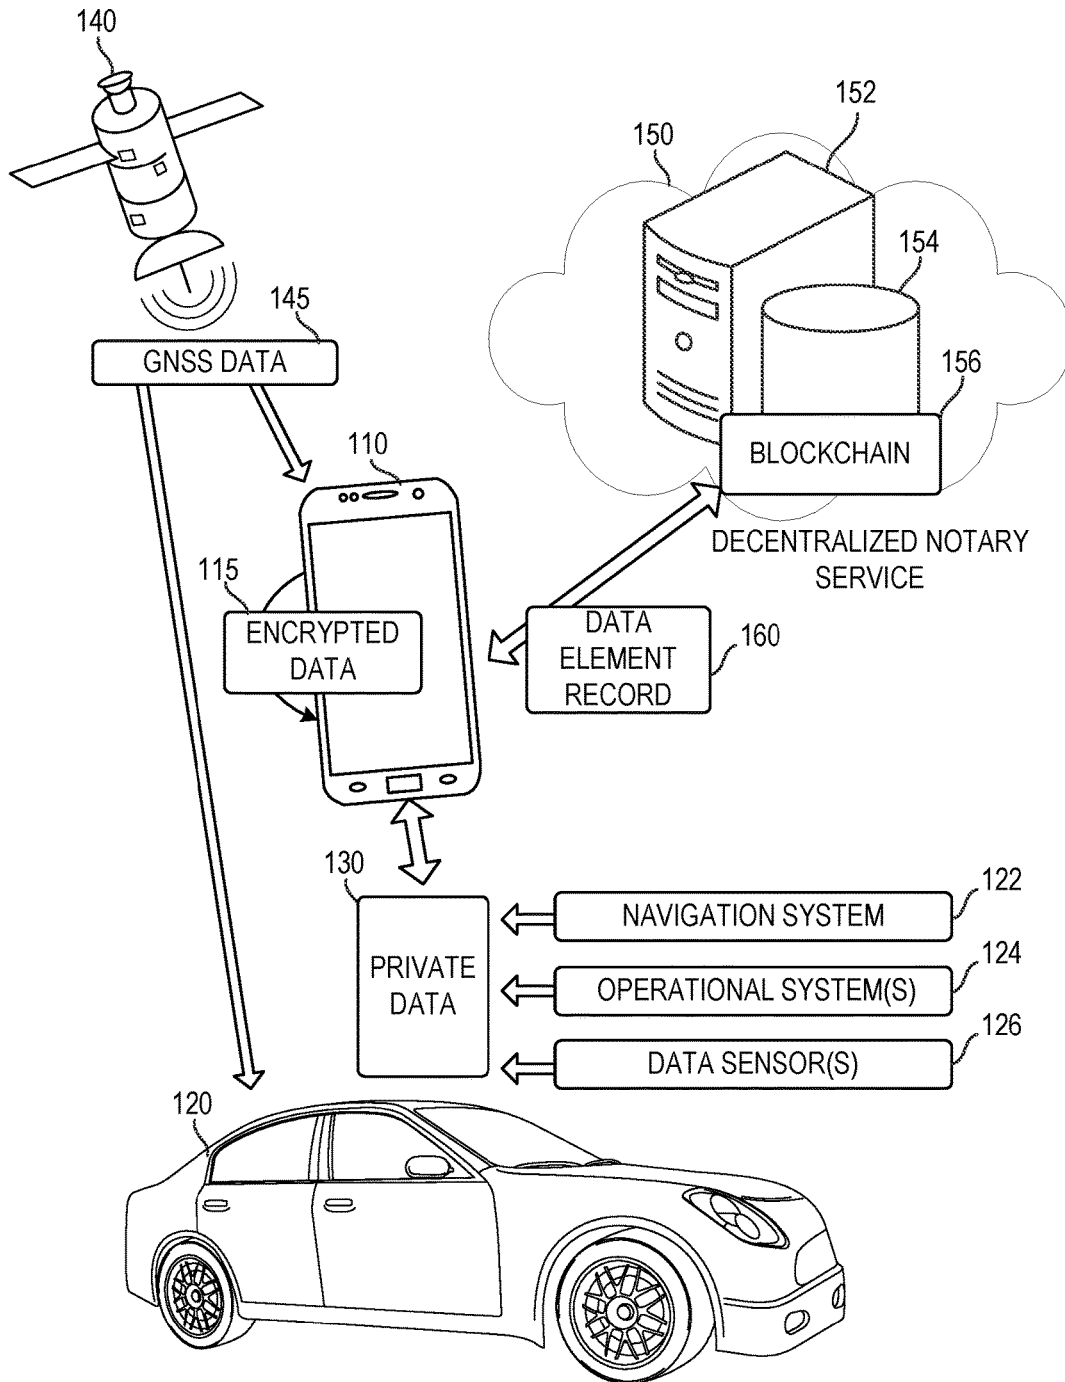 140
152
150
154
145
GNSS DATA
156
110
BLOCKCHAIN
DECENTRALIZED NOTARY
SERVICE
115
ENCRYPTED
DATA
DATA
ELEMENT
RECORD
160
130
122
NAVIGATION SYSTEM
PRIVATE
DATA
124
OPERATIONAL SYSTEM(S)
126
DATA SENSOR(S)
120